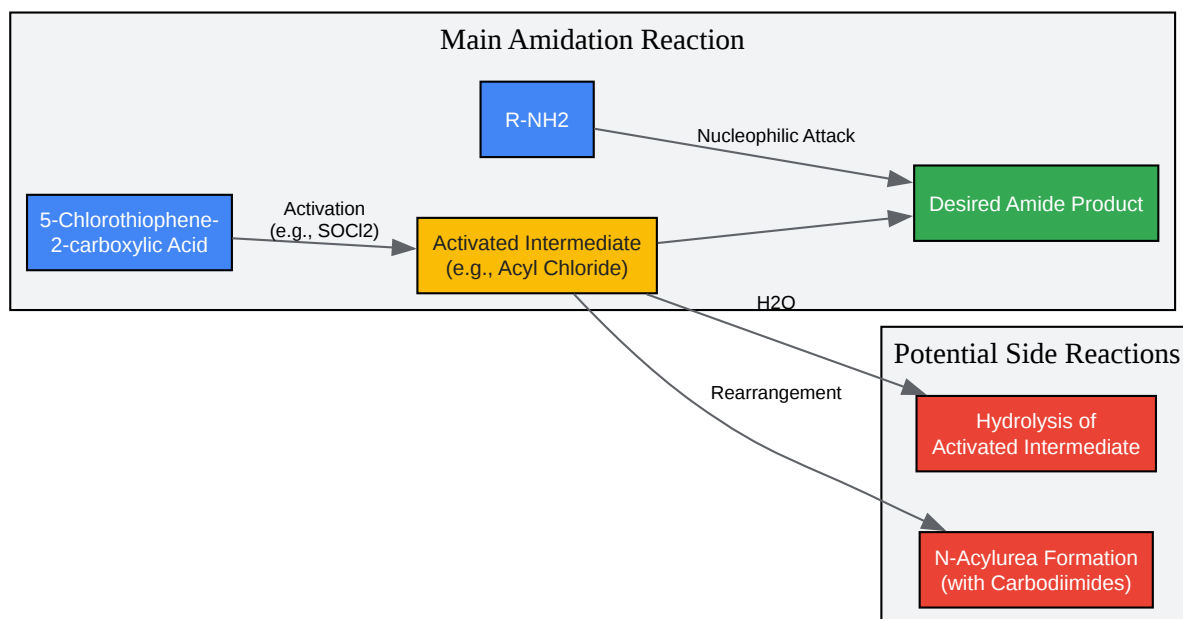 Main Amidation Reaction
R-NH2
Nucleophilic Attack
Desired Amide Product
5-Chlorothiophene-
2-carboxylic Acid
Activation
(e.g., SOCl2)
Activated Intermediate
(e.g., Acyl Chloride)
H2O
Potential Side Reactions
Rearrangement
Hydrolysis of
Activated Intermediate
N-Acylurea Formation
(with Carbodiimides)